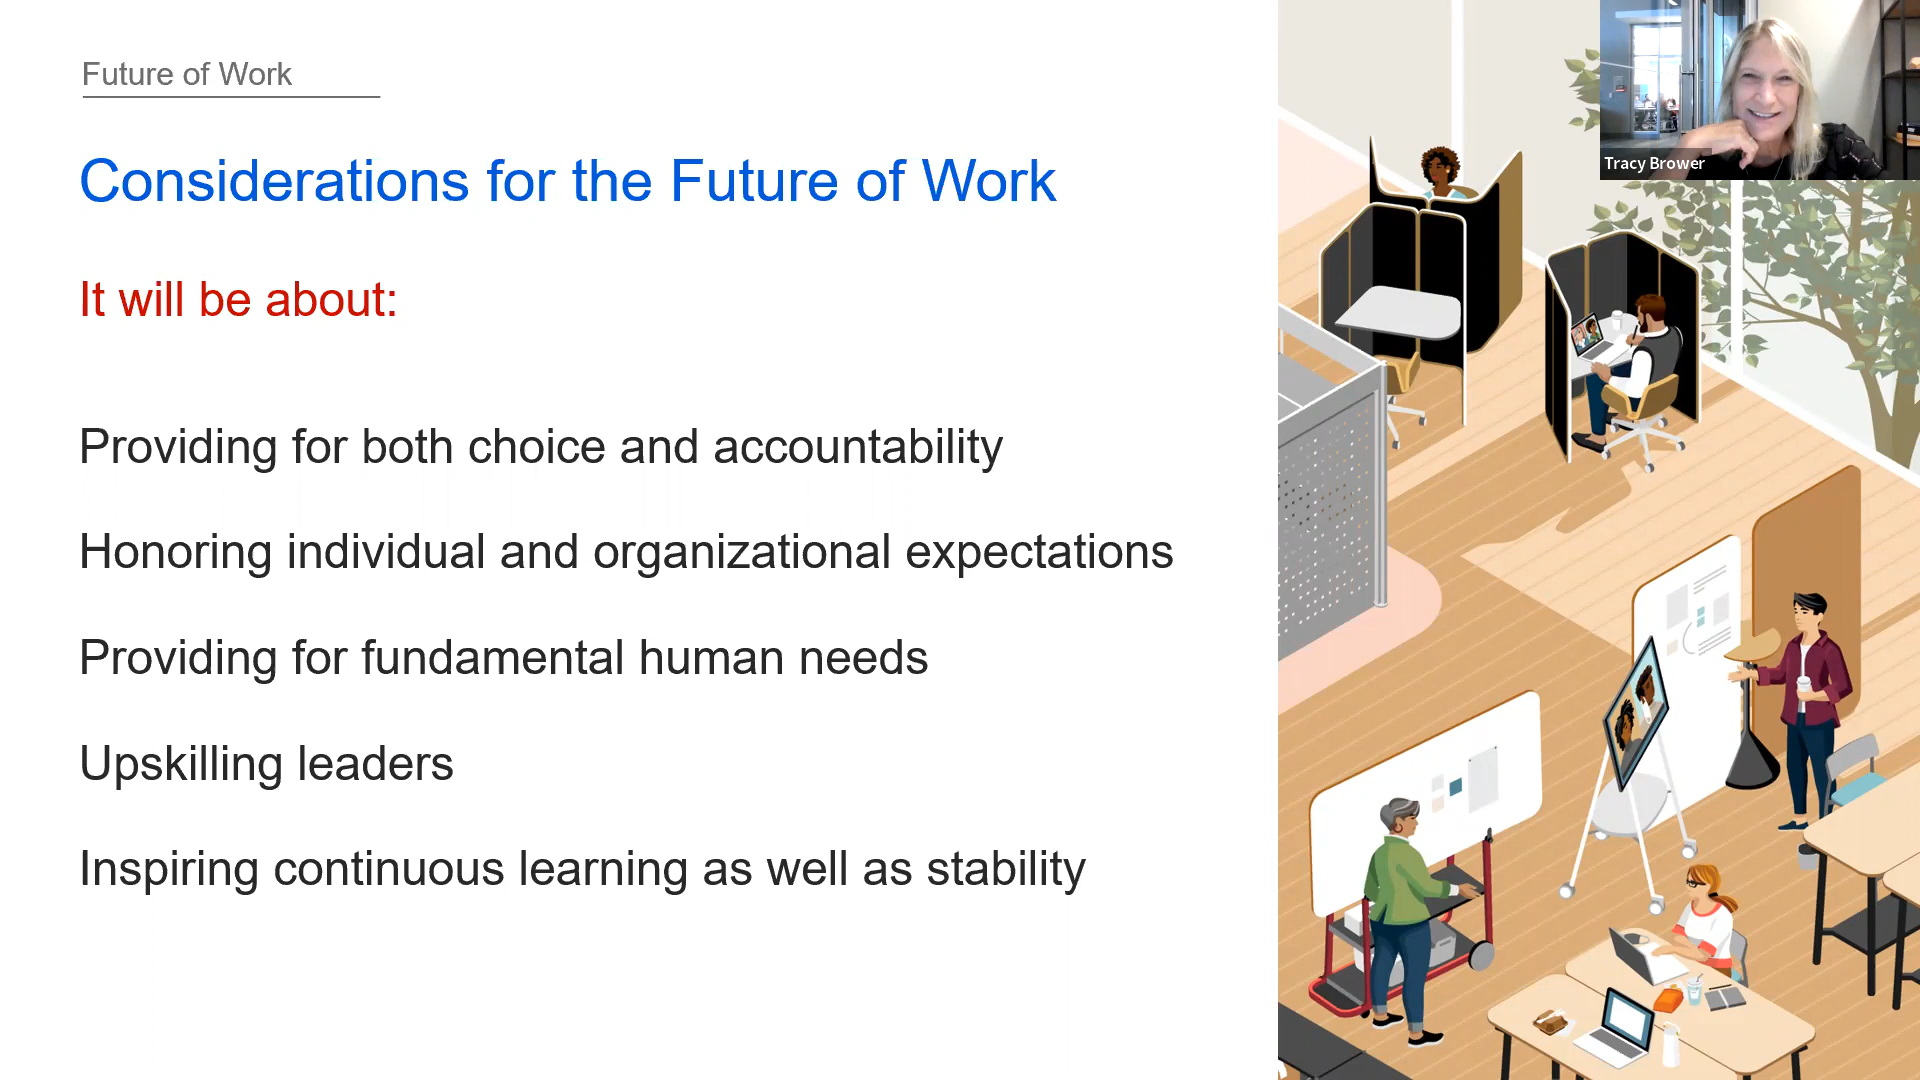 Future of Work
Considerations for the Future of Work
It will be about:
Providing for both choice and accountability
Honoring individual and organizational expectations
Providing for fundamental human needs
Upskilling leaders
Inspiring continuous learning as well as stability
Tracy Brower